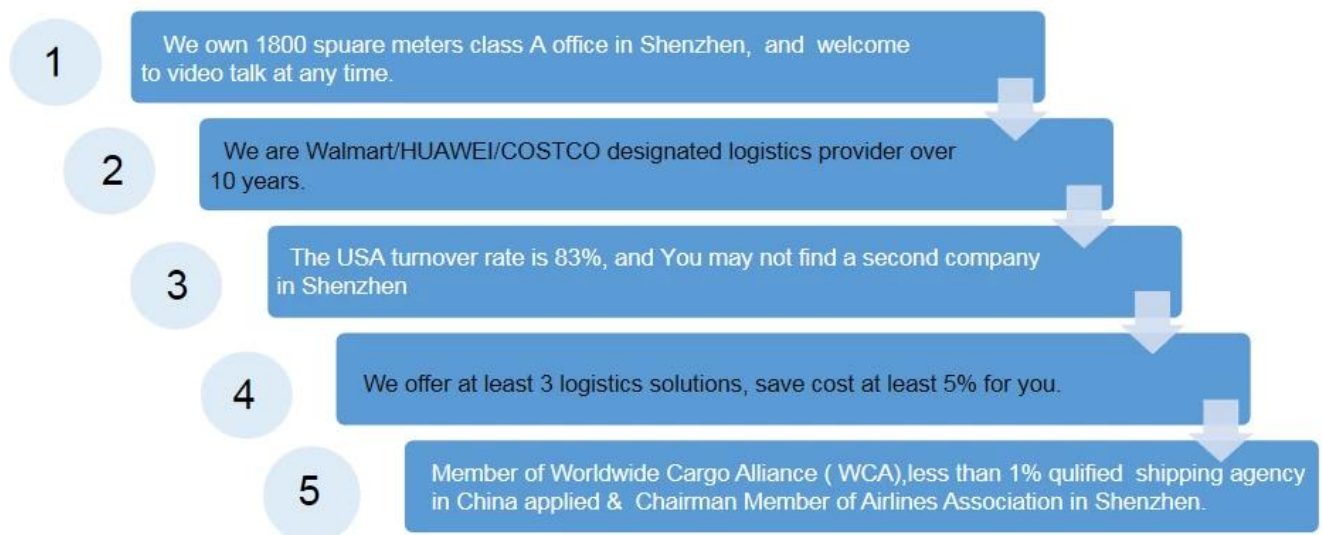 1
We own 1800 spuare meters class A office in Shenzhen, and welcome
to video talk at any time.
2
We are Walmart/HUAWEI/COSTCO designated logistics provider over
10 years.
3
The USA turnover rate is 83%, and You may not find a second company
in Shenzhen
4
We offer at least 3 logistics solutions, save cost at least 5% for you.
5
Member of Worldwide Cargo Alliance ( WCA),less than 1% qulified shipping agency
in China applied & Chairman Member of Airlines Association in Shenzhen.